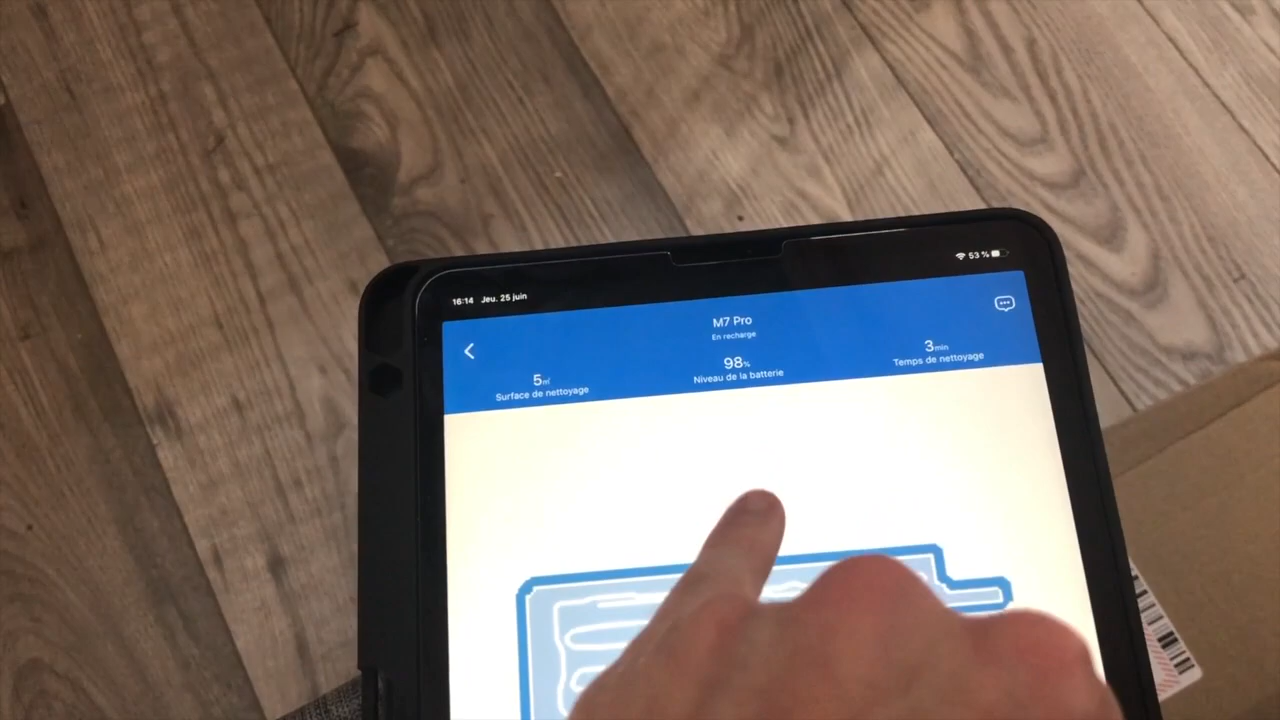 16:14 Jeu. 25 juin
53 %
M7 Pro
En recharge
5㎡
Surface de nettoyage
98%
Niveau de la batterie
3min
Temps de nettoyage